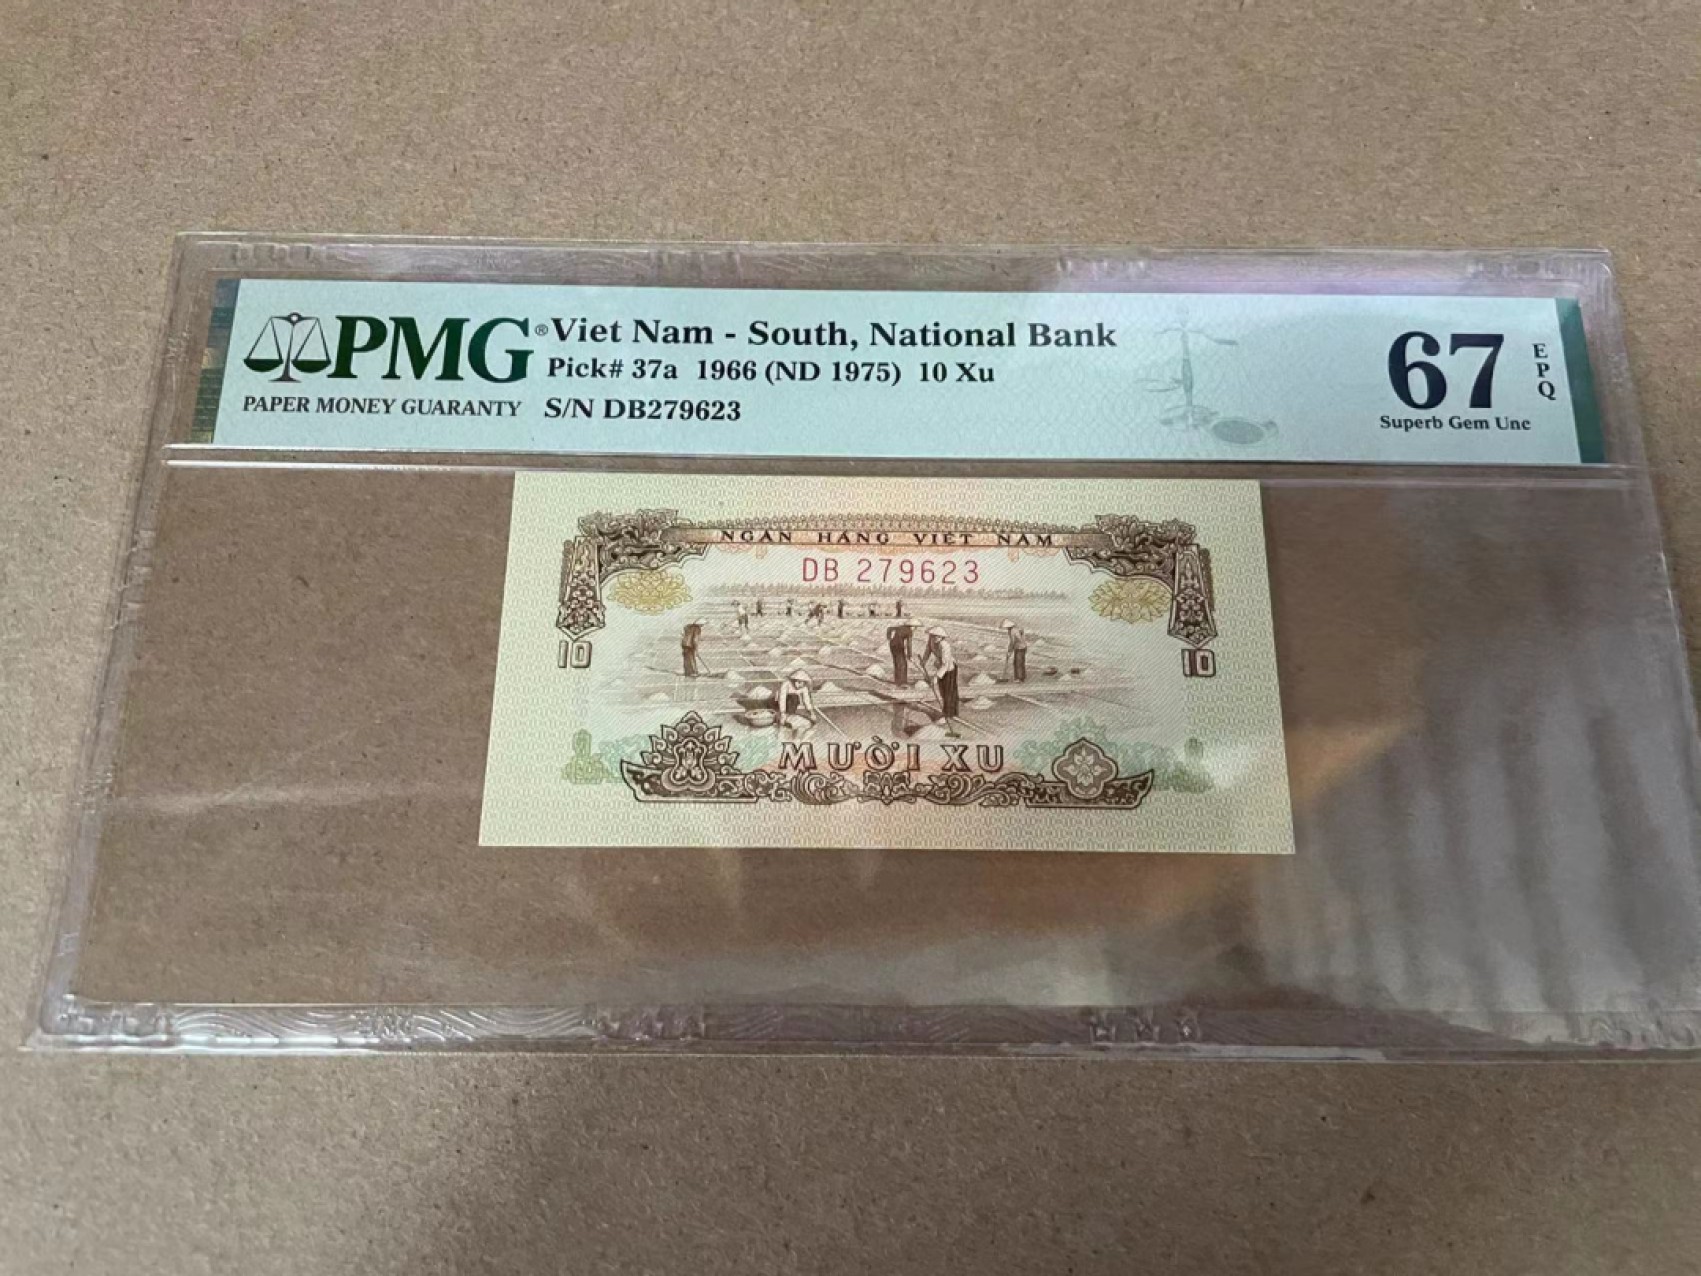 PMG®
PAPER MONEY GUARANTY
Viet Nam - South, National Bank
Pick# 37a 1966 (ND 1975) 10 Xu
S/N DB279623
67
EPQ
Superb Gem Unc
NGÂN HÀNG VIỆT NAM
DB 279623
10
10
MƯỜI XU